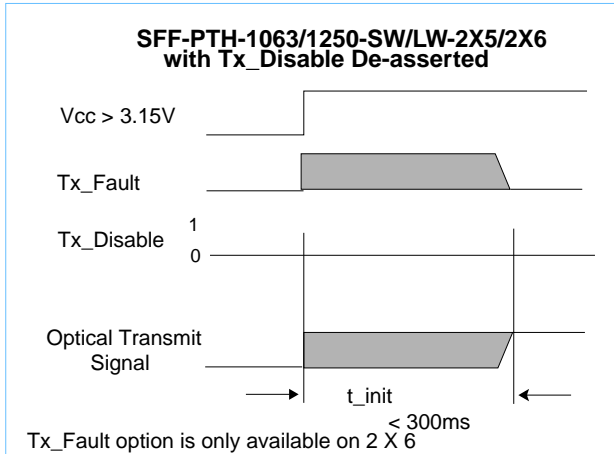 SFF-PTH-1063/1250-SW/LW-2X5/2X6
with Tx_Disable De-asserted
Vcc > 3.15V
Tx_Fault
Tx_Disable
1
0
Optical Transmit
Signal
t_init
< 300ms
Tx_Fault option is only available on 2 X 6